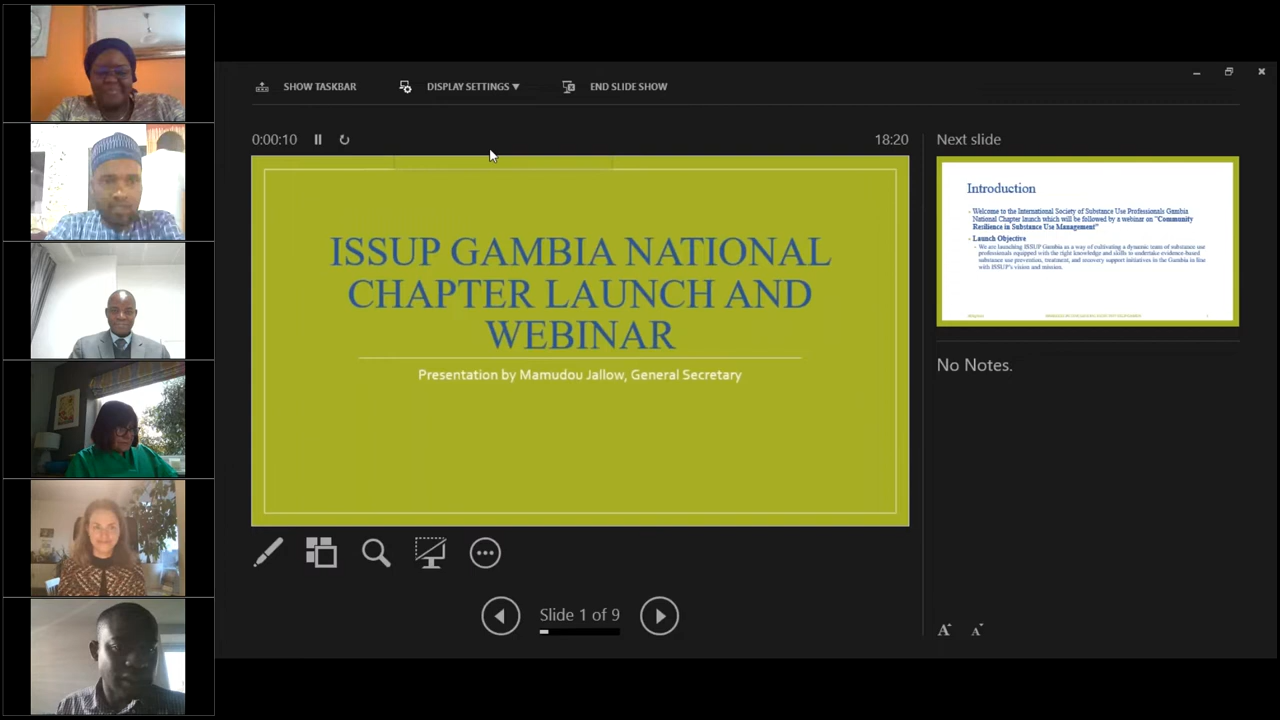 SHOW TASKBAR
DISPLAY SETTINGS ▼
END SLIDE SHOW
0:00:10
18:20
Next slide
ISSUP GAMBIA NATIONAL
CHAPTER LAUNCH AND
WEBINAR
Presentation by Mamudou Jallow, General Secretary
Introduction
Welcome to the International Society of Substance Use Professionals Gambia
National Chapter launch which will be followed by a webinar on "Community
Resilience in Substance Use Management"
Launch Objective
We are launching ISSUP Gambia as a way of cultivating a dynamic team of substance use
professionals equipped with the right knowledge and skills to undertake evidence-based
substance use prevention, treatment, and recovery support initiatives in the Gambia in line
with ISSUP's vision and mission.
No Notes.
Slide 1 of 9
A A